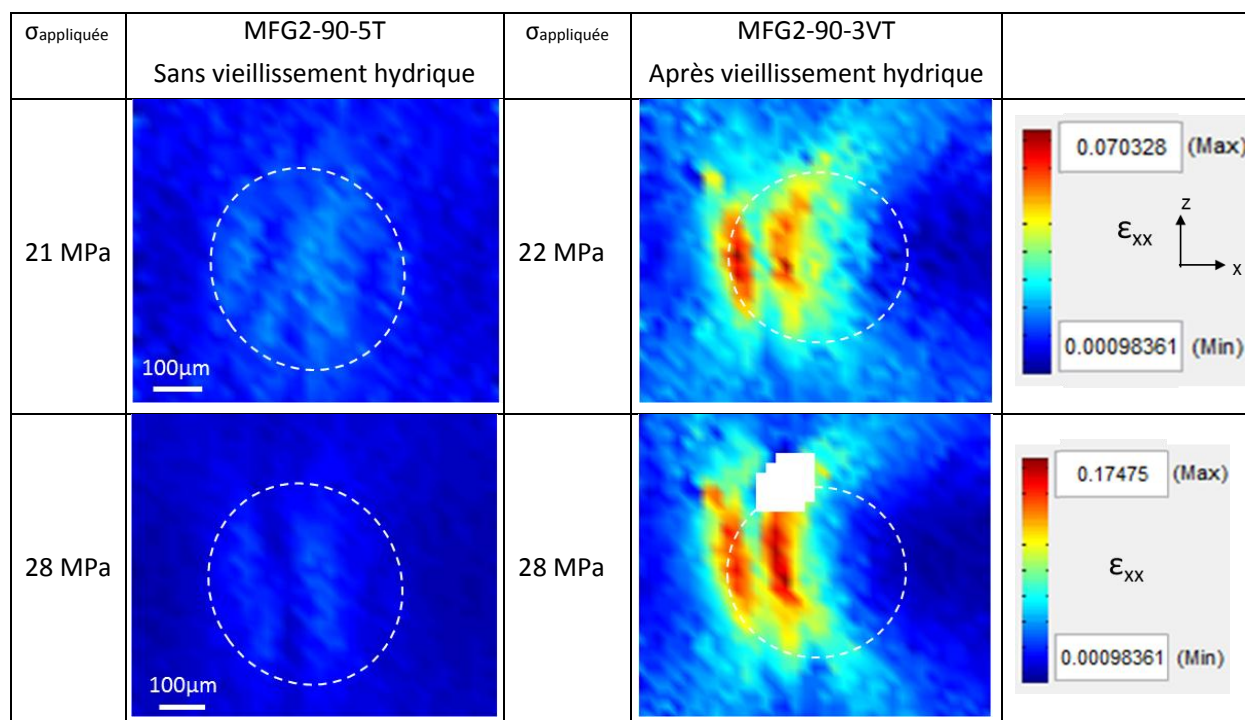 σappliquée
MFG2-90-5T
Sans vieillissement hydrique
σappliquée
MFG2-90-3VT
Après vieillissement hydrique
21 MPa
100µm
22 MPa
0.070328 (Max)
εxx
z
x
0.00098361 (Min)
28 MPa
100µm
28 MPa
0.17475 (Max)
εxx
0.00098361 (Min)